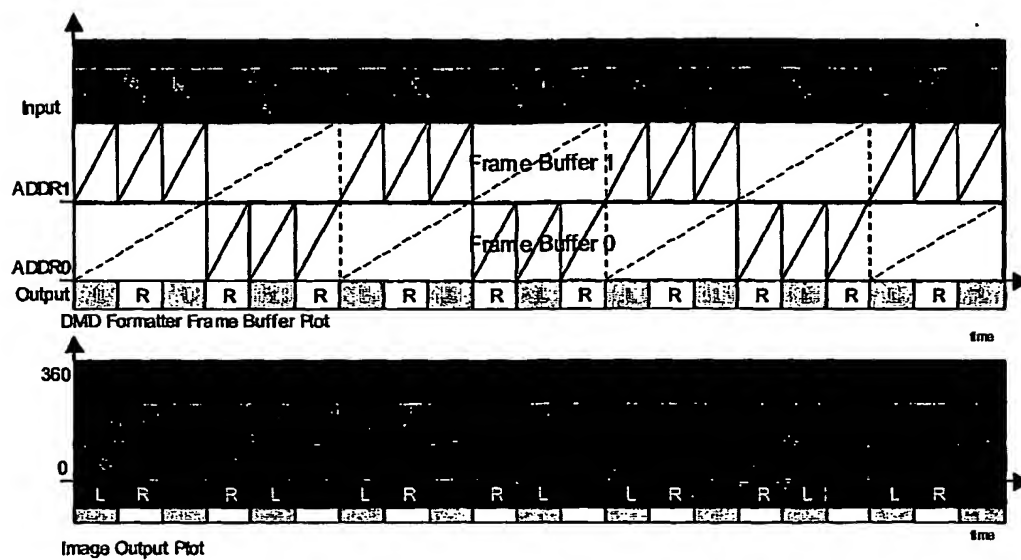 Input
Frame Buffer 1
ADDR1
Frame Buffer 0
ADDR0
Output L R L R L R L R L R L R L R L R L R L R L
DMD Formatter Frame Buffer Plot
time
360
0
L R R L L R R L L R R L L R
time
Image Output Plot